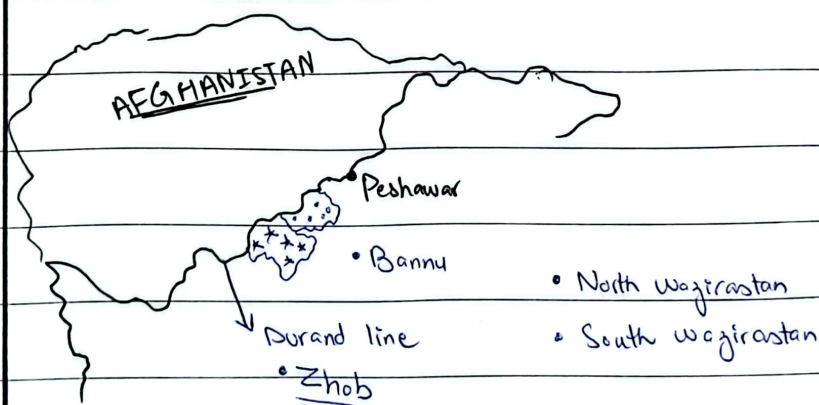 AFGHANISTAN
Peshawar
• Bannu
• North wazirastan
Durand line
• South wazirastan
• Zhob